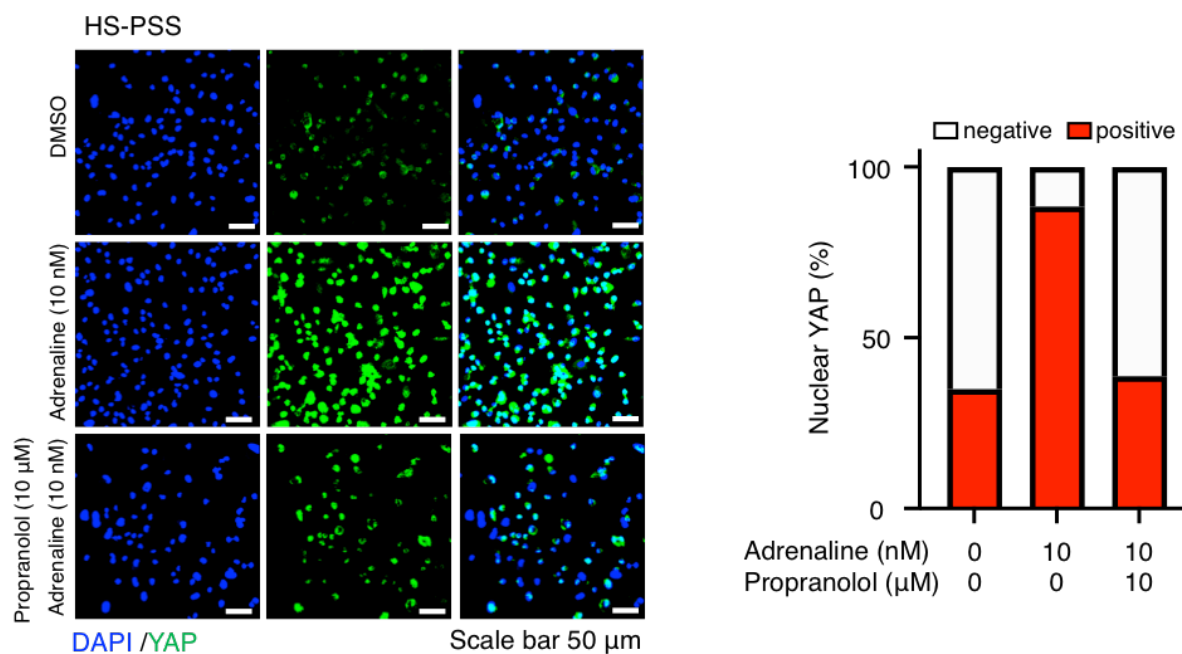 HS-PSS
DMSO
Adrenaline (10 nM)
Propranolol (10 µM)
Adrenaline (10 nM)
DAPI /YAP
Scale bar 50 µm
negative positive
Nuclear YAP (%)
100
50
0
Adrenaline (nM) 0 10 10
Propranolol (µM) 0 0 10